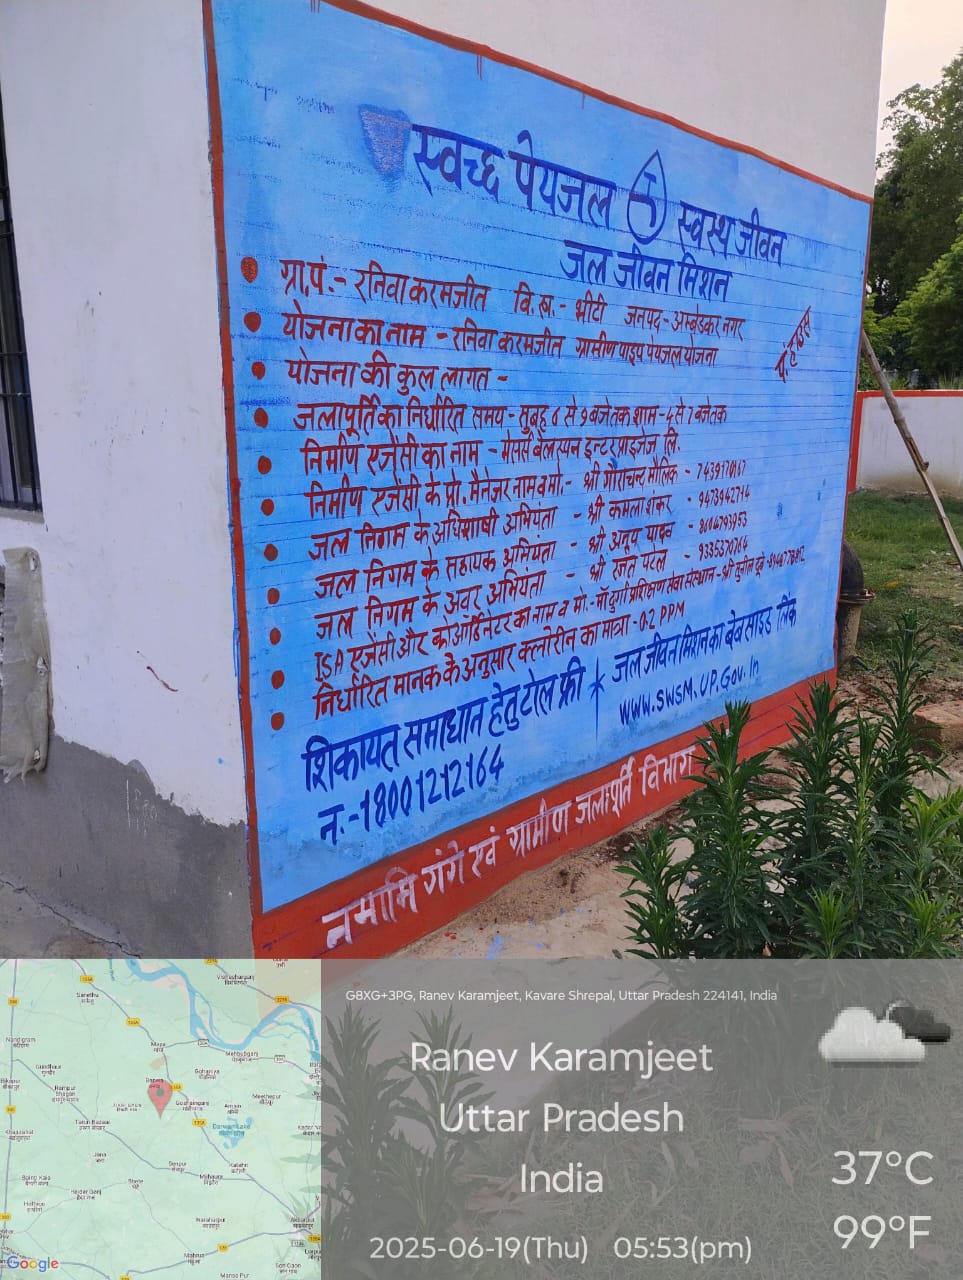 स्वच्छ पेयजल स्वस्थ जीवन
जल जीवन मिशन
ग्रा.पं.- रनिवा करमजीत वि. ख.- भीटी जनपद- अम्बेडकर नगर
योजना का नाम - रनिवा करमजीत ग्रामीण पाइप पेयजल योजना
पंप हाउस
योजना की कुल लागत -
जलापूर्ति का निर्धारित समय - सुबह 6 से 9 बजे तक शाम - 4 से 7 बजे तक
निर्माण एजेंसी का नाम - मेसर्स वेलस्पन इन्टरप्राइजेज लि.
निर्माण एजेंसी के प्रो. मैनेजर नाम व मो.- श्री गौराचन्द मौलिक -
जल निगम के अधिशाषी अभियंता - श्री कमला शंकर - 9473942714
जल निगम के सहायक अभियंता - श्री अनूप यादव -
जल निगम के अवर अभियंता - श्री रजत पटेल -
ISA एजेंसी और कोआर्डिनेटर का नाम व मो.- माँ दुर्गा प्रशिक्षण सेवा संस्थान - श्री सुनील दूबे -
निर्धारित मानक के अनुसार क्लोरीन का मात्रा - 0.2 PPM
शिकायत समाधान हेतु टोल फ्री
न.-18001212164
जल जीवन मिशन का बेबसाइड लिंक
www.SWSM.UP.Gov.In
नमामि गंगे एवं ग्रामीण जलापूर्ति विभाग
G8XG+3PG, Ranev Karamjeet, Kavare Shrepal, Uttar Pradesh 224141, India
Ranev Karamjeet
Uttar Pradesh
India
2025-06-19(Thu) 05:53(pm)
37°C
99°F
Google